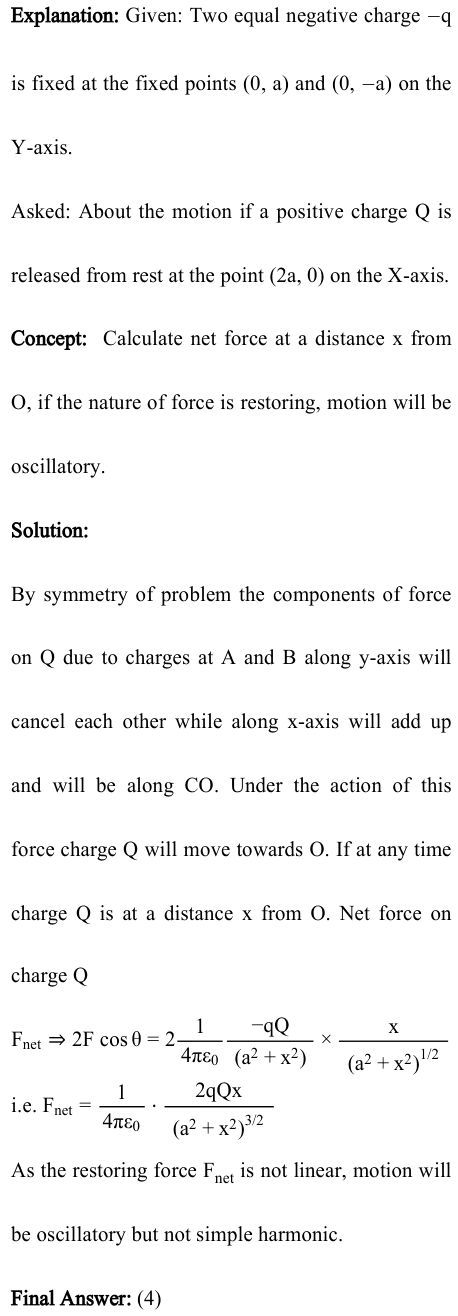 Explanation: Given: Two equal negative charge −q
is fixed at the fixed points (0, a) and (0, −a) on the
Y-axis.
Asked: About the motion if a positive charge Q is
released from rest at the point (2a, 0) on the X-axis.
Concept: Calculate net force at a distance x from
O, if the nature of force is restoring, motion will be
oscillatory.
Solution:
By symmetry of problem the components of force
on Q due to charges at A and B along y-axis will
cancel each other while along x-axis will add up
and will be along CO. Under the action of this
force charge Q will move towards O. If at any time
charge Q is at a distance x from O. Net force on
charge Q
F_net ⇒ 2F cos θ = 2 1/(4πε₀) −qQ/(a² + x²) × x/(a² + x²)^(1/2)
i.e. F_net = 1/(4πε₀) · 2qQx/(a² + x²)^(3/2)
As the restoring force F_net is not linear, motion will
be oscillatory but not simple harmonic.
Final Answer: (4)